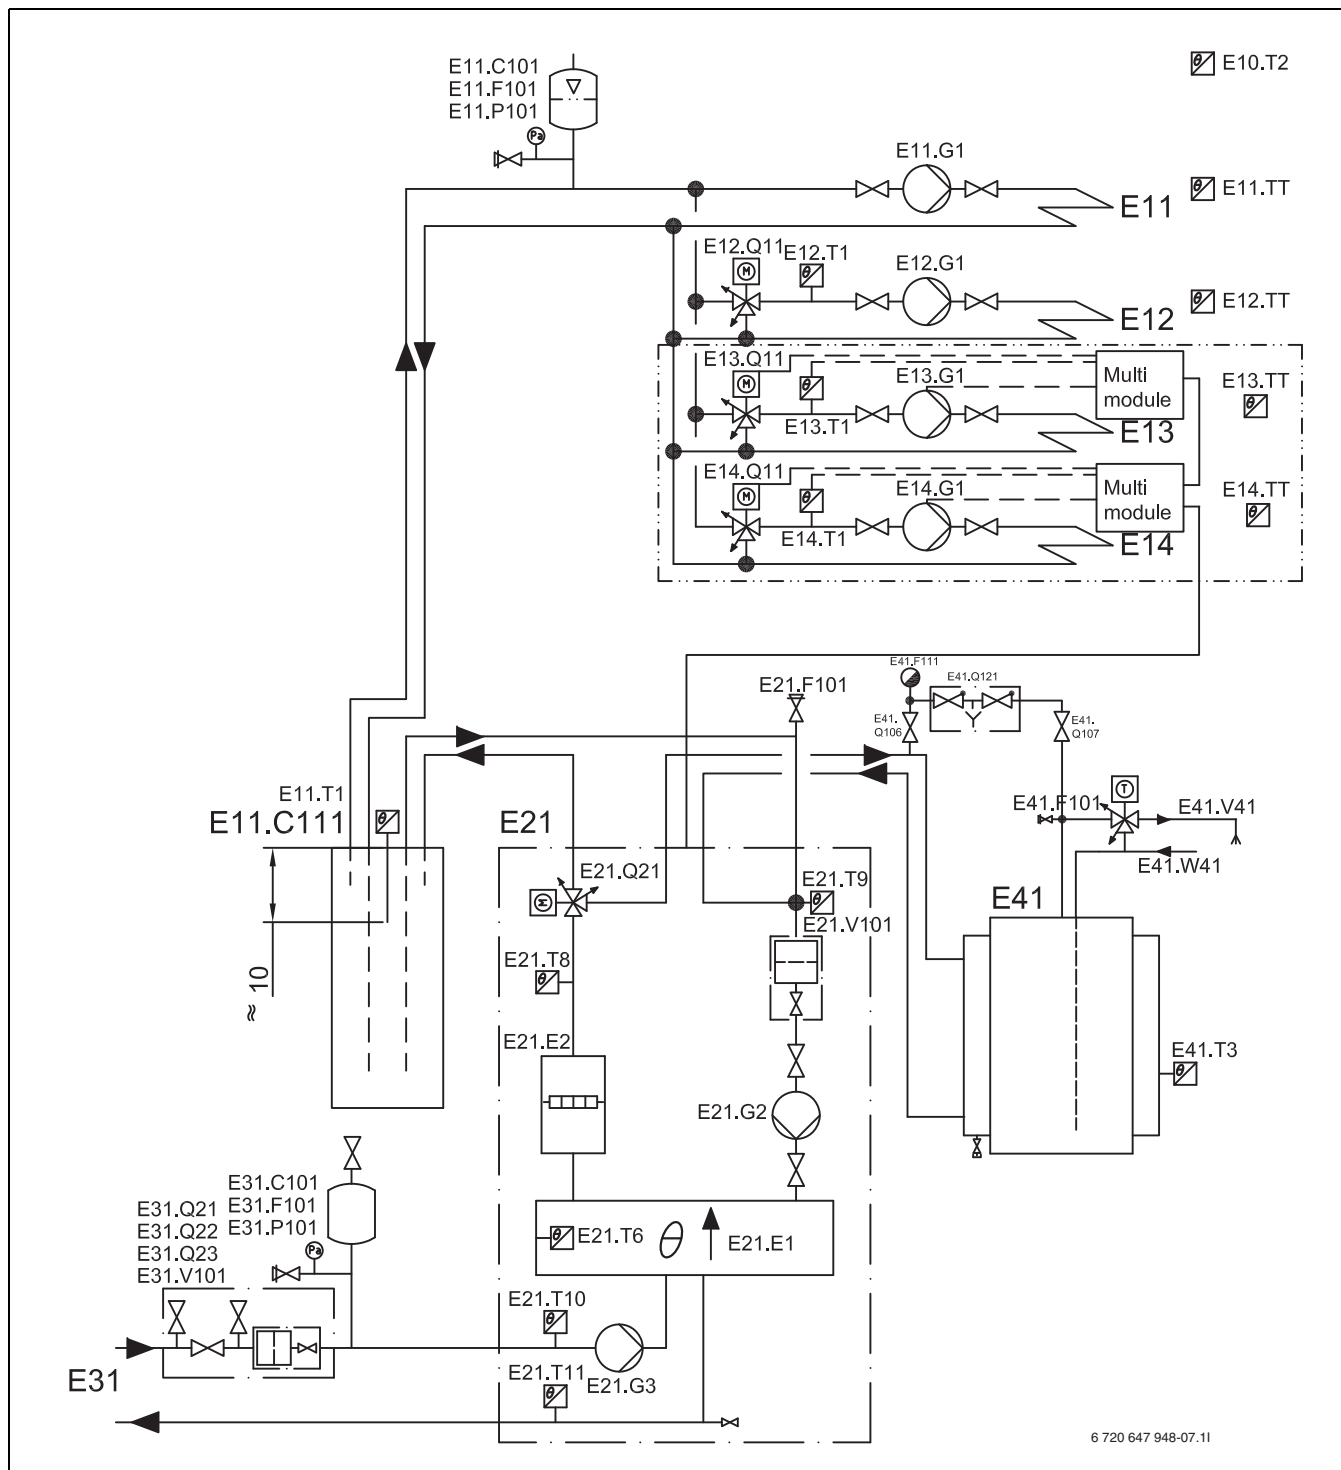 E11.C101
E11.F101
E11.P101
Pa
θ E10.T2
E11.G1
E11
θ E11.TT
E12.Q11
E12.T1
E12.G1
M
θ
E12
θ E12.TT
E13.Q11
E13.G1
M
θ
E13.T1
Multi
module
E13
E13.TT
θ
E14.Q11
E14.G1
M
θ
E14.T1
Multi
module
E14
E14.TT
θ
E21.F101
E41.F111
E41.Q121
E41.
Q106
E41.
Q107
E11.T1
E11.C111
θ
≈ 10
E21
E21.Q21
M
E21.T9
θ
E21.V101
E21.T8
θ
E21.E2
E21.G2
T
E41.F101
E41.V41
E41.W41
E41
E41.T3
θ
E31.C101
E31.F101
E31.P101
Pa
E31.Q21
E31.Q22
E31.Q23
E31.V101
θ E21.T6
θ
E21.E1
E21.T10
θ
E31
E21.T11
θ
E21.G3
6 720 647 948-07.1I